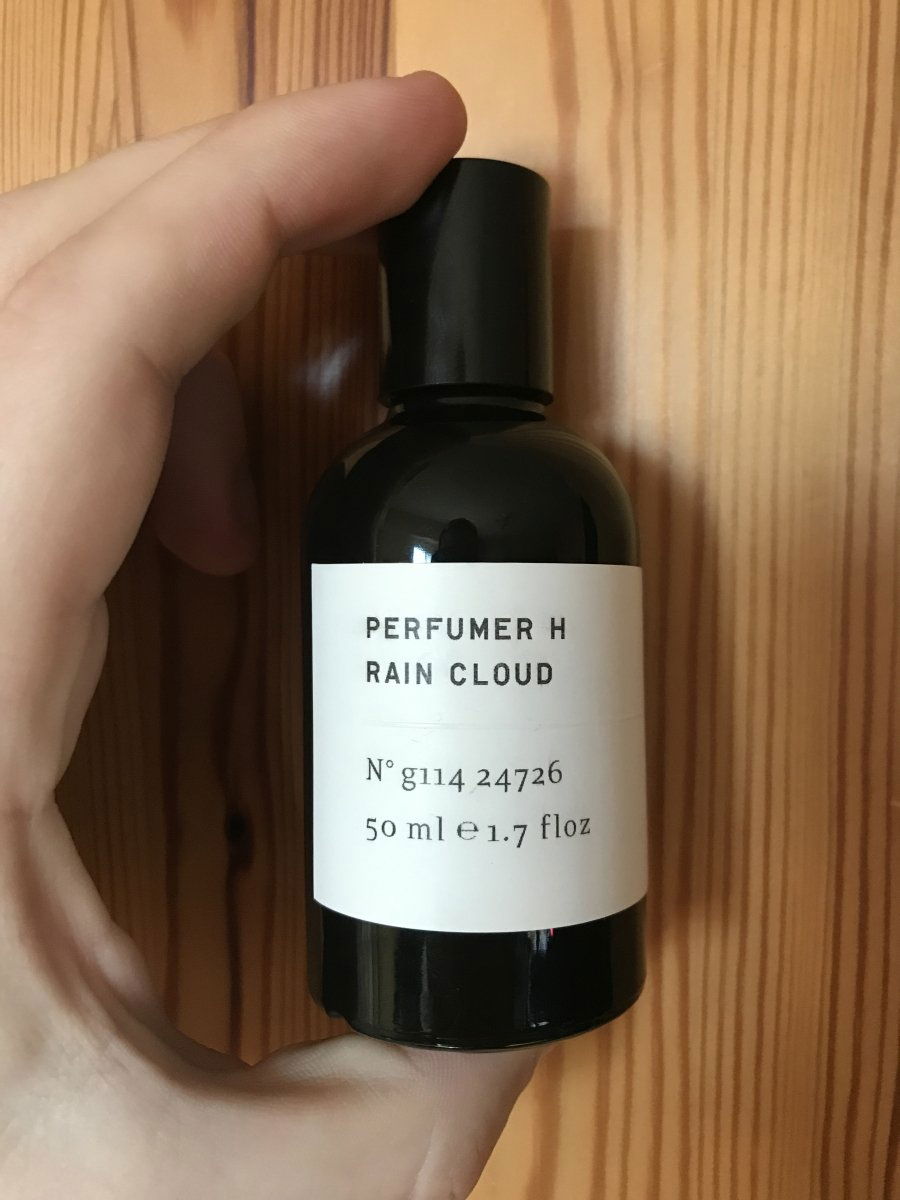 PERFUMER H
RAIN CLOUD
N° g114 24726
50 ml ℮ 1.7 floz